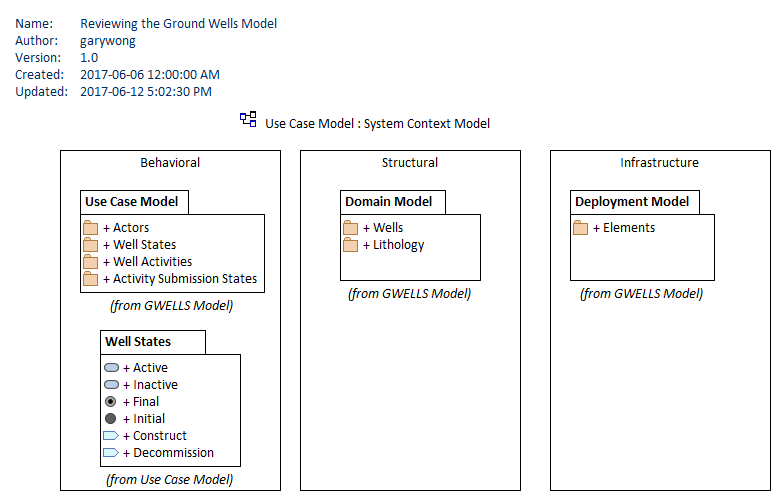 Name: Reviewing the Ground Wells Model
Author: garywong
Version: 1.0
Created: 2017-06-06 12:00:00 AM
Updated: 2017-06-12 5:02:30 PM
Use Case Model : System Context Model
Behavioral
Use Case Model
+ Actors
+ Well States
+ Well Activities
+ Activity Submission States
(from GWELLS Model)
Well States
+ Active
+ Inactive
+ Final
+ Initial
+ Construct
+ Decommission
(from Use Case Model)
Structural
Domain Model
+ Wells
+ Lithology
(from GWELLS Model)
Infrastructure
Deployment Model
+ Elements
(from GWELLS Model)